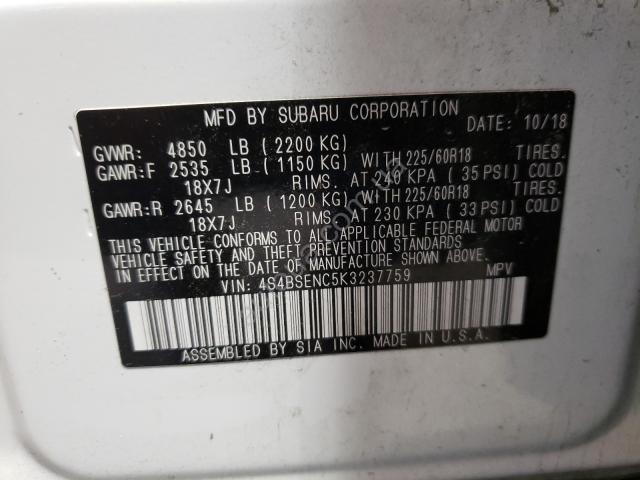 MFD BY SUBARU CORPORATION DATE: 10/18
GVWR: 4850 LB (2200 KG)
GAWR:F 2535 LB (1150 KG) WITH 225/60R18 TIRES.
18X7J RIMS. AT 240 KPA (35 PSI) COLD
GAWR:R 2645 LB (1200 KG) WITH 225/60R18 TIRES.
18X7J RIMS. AT 230 KPA (33 PSI) COLD
THIS VEHICLE CONFORMS TO ALL APPLICABLE FEDERAL MOTOR
VEHICLE SAFETY AND THEFT PREVENTION STANDARDS
IN EFFECT ON THE DATE OF MANUFACTURE SHOWN ABOVE.
VIN: 4S4BSENC5K3237759 MPV
ASSEMBLED BY SIA INC. MADE IN U.S.A.